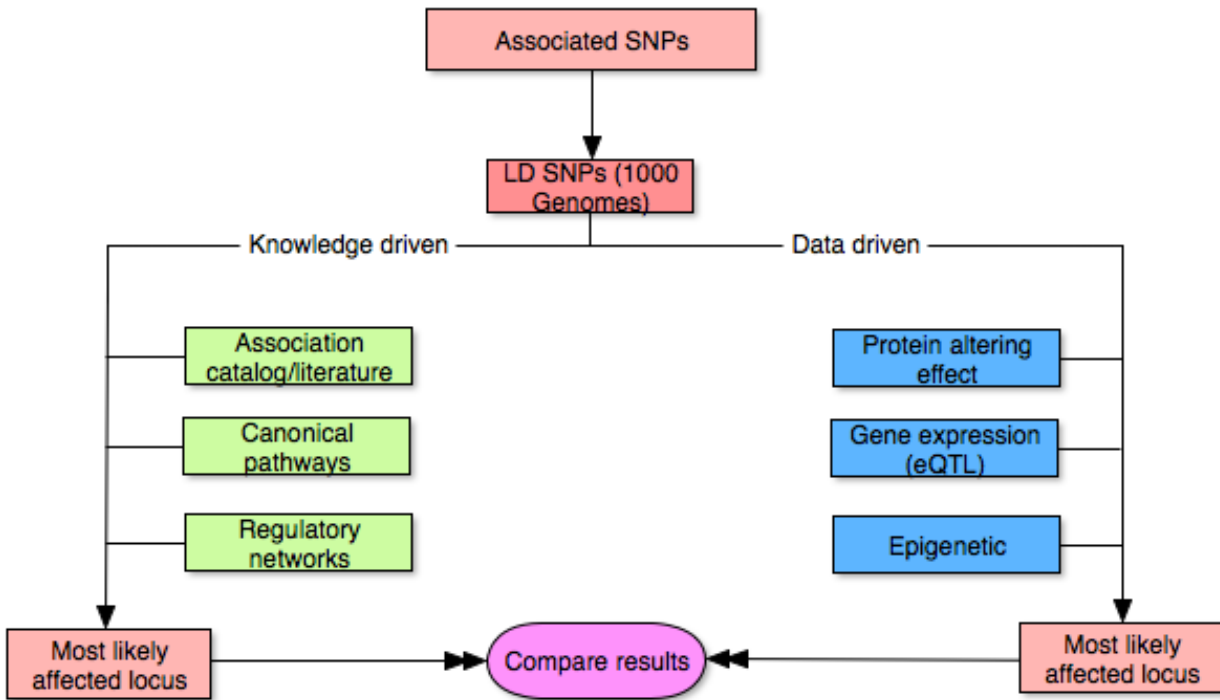 Associated SNPs
LD SNPs (1000
Genomes)
Knowledge driven
Data driven
Association
catalog/literature
Canonical
pathways
Regulatory
networks
Protein altering
effect
Gene expression
(eQTL)
Epigenetic
Most likely
affected locus
Compare results
Most likely
affected locus